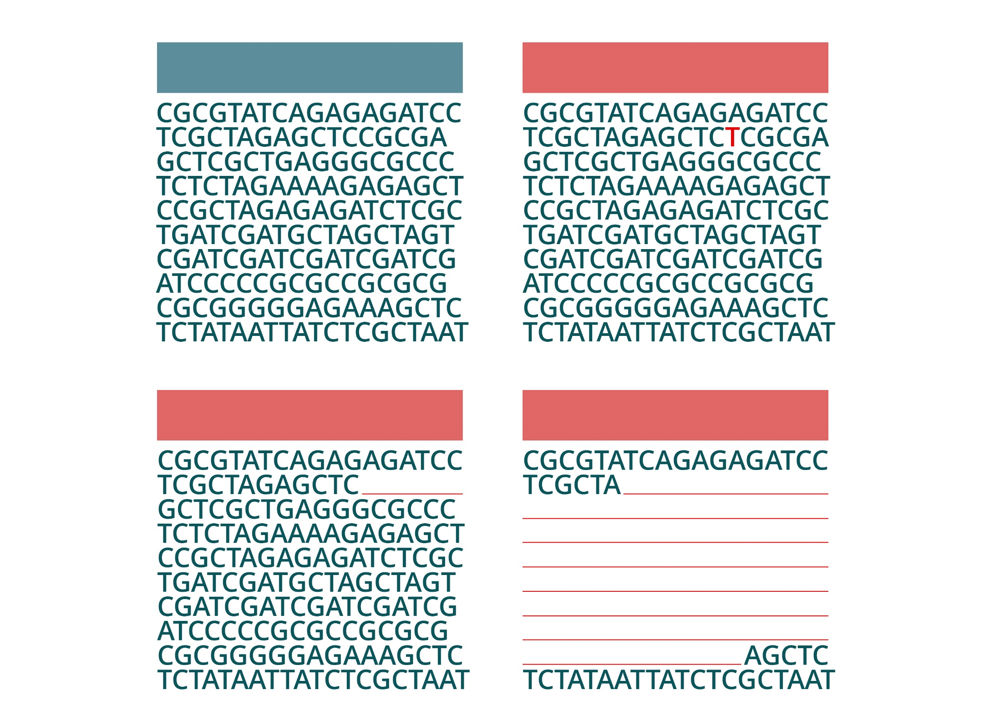 CGCGTATCAGAGAGATCC
TCGCTAGAGCTCCGCGA
GCTCGCTGAGGGCGCCC
TCTCTAGAAAAGAGAGCT
CCGCTAGAGAGATCTCGC
TGATCGATGCTAGCTAGT
CGATCGATCGATCGATCG
ATCCCCCGCGCCGCGCG
CGCGGGGGAGAAAGCTC
TCTATAATTATCTCGCTAAT
CGCGTATCAGAGAGATCC
TCGCTAGAGCTCTCGCGA
GCTCGCTGAGGGCGCCC
TCTCTAGAAAAGAGAGCT
CCGCTAGAGAGATCTCGC
TGATCGATGCTAGCTAGT
CGATCGATCGATCGATCG
ATCCCCCGCGCCGCGCG
CGCGGGGGAGAAAGCTC
TCTATAATTATCTCGCTAAT
CGCGTATCAGAGAGATCC
TCGCTAGAGCTC
GCTCGCTGAGGGCGCCC
TCTCTAGAAAAGAGAGCT
CCGCTAGAGAGATCTCGC
TGATCGATGCTAGCTAGT
CGATCGATCGATCGATCG
ATCCCCCGCGCCGCGCG
CGCGGGGGAGAAAGCTC
TCTATAATTATCTCGCTAAT
CGCGTATCAGAGAGATCC
TCGCTA
AGCTC
TCTATAATTATCTCGCTAAT